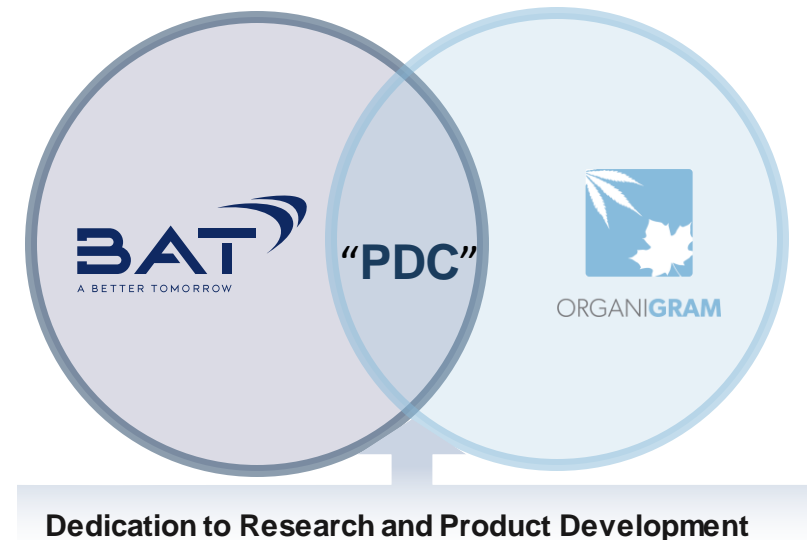 BAT
A BETTER TOMORROW
“PDC”
ORGANIGRAM
Dedication to Research and Product Development